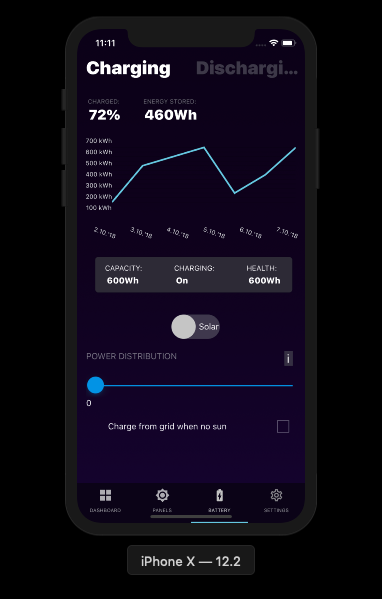 11:11
Charging Dischargi...
CHARGED: ENERGY STORED:
72% 460Wh
700 kWh
600 kWh
500 kWh
400 kWh
300 kWh
200 kWh
100 kWh
2.10.'18 3.10.'18 4.10.'18 5.10.'18 6.10.'18 7.10.'18
CAPACITY: CHARGING: HEALTH:
600Wh On 600Wh
Solar
POWER DISTRIBUTION i
0
Charge from grid when no sun
DASHBOARD PANELS BATTERY SETTINGS
iPhone X — 12.2